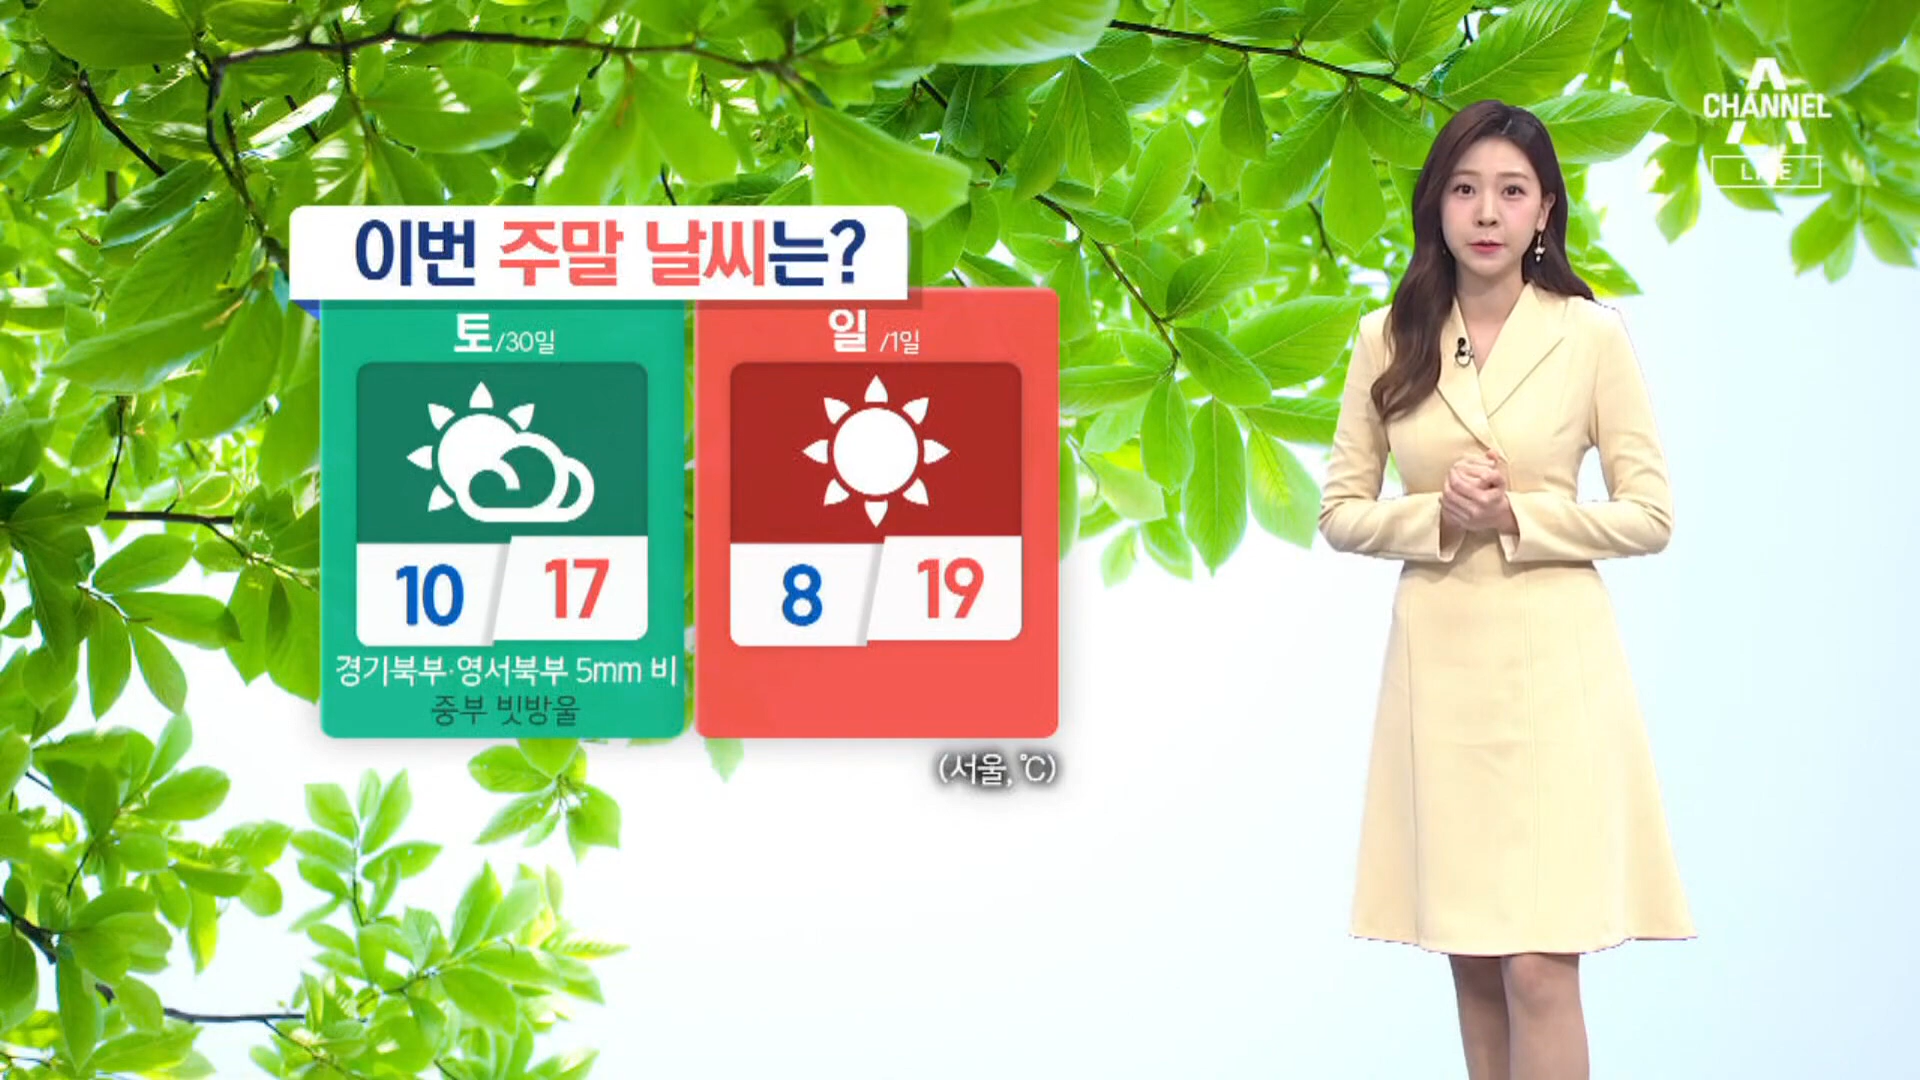 이번 주말 날씨는?
토/30일
일/1일
10
17
8
19
경기북부·영서북부 5mm 비
중부 빗방울
(서울, ℃)
CHANNEL A
LIVE